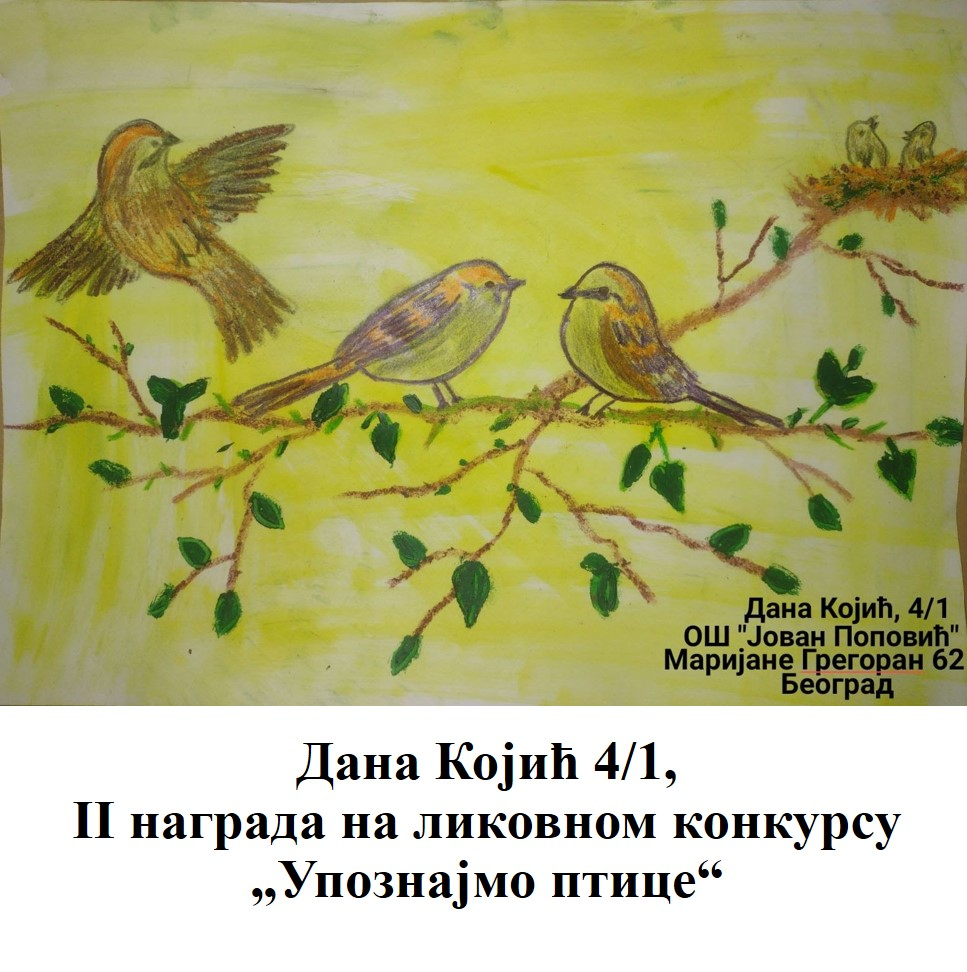 Дана Којић, 4/1
ОШ "Јован Поповић"
Маријане Грегоран 62
Београд
Дана Којић 4/1,
II награда на ликовном конкурсу
„Упознајмо птице“